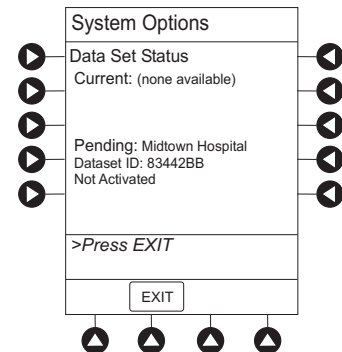 System Options
Data Set Status
Current: (none available)
Pending: Midtown Hospital
Dataset ID: 83442BB
Not Activated
>Press EXIT
EXIT